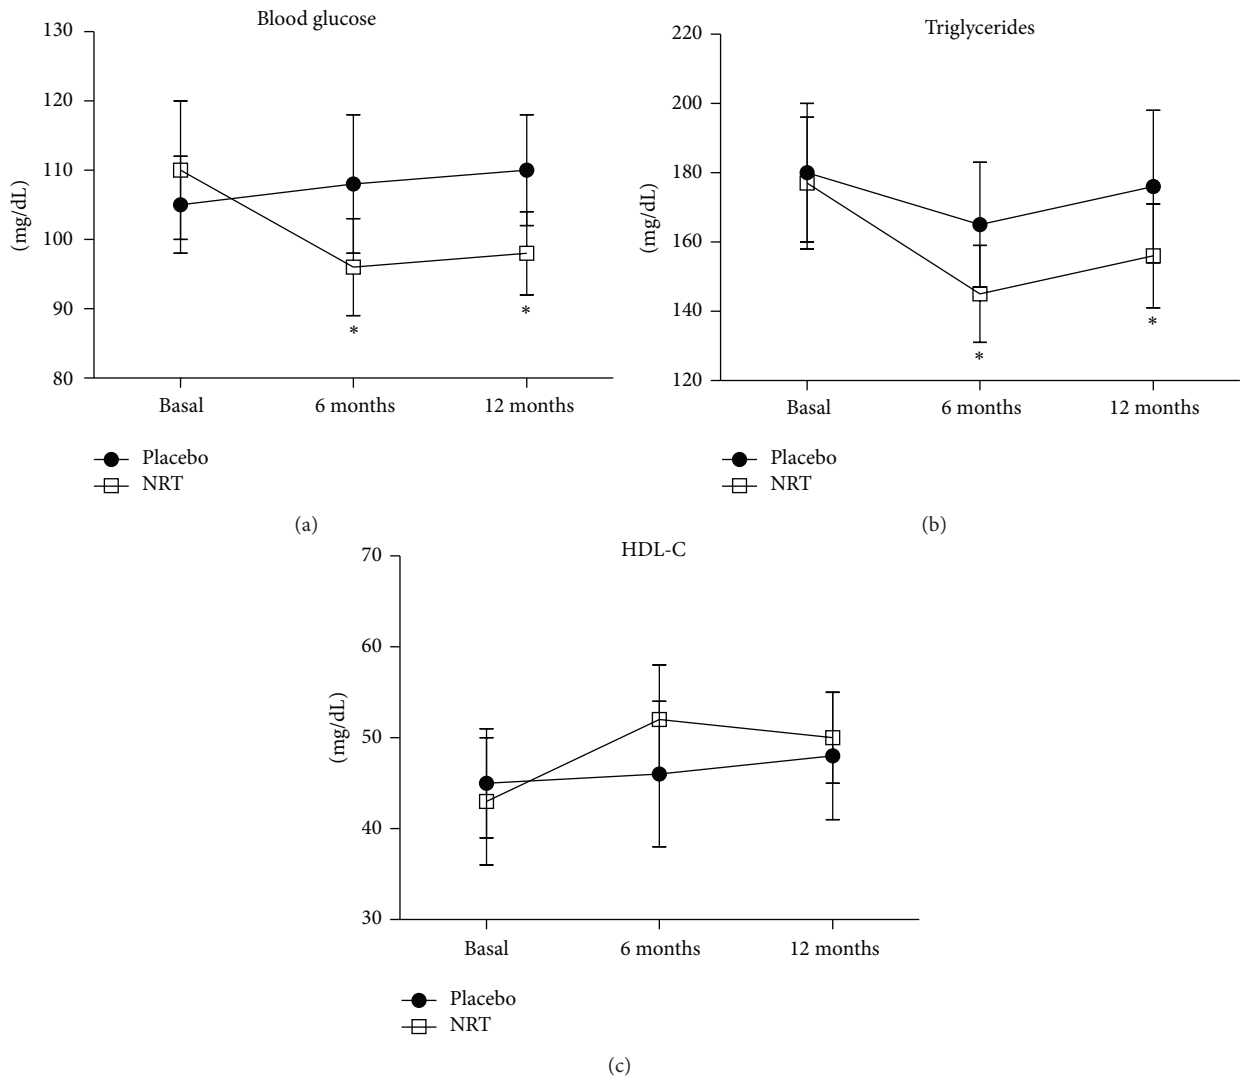 Blood glucose
130
120
110
100
90
80
(mg/dL)
*
*
Basal
6 months
12 months
Placebo
NRT
(a)
Triglycerides
220
200
180
160
140
120
(mg/dL)
*
*
Basal
6 months
12 months
Placebo
NRT
(b)
HDL-C
70
60
50
40
30
(mg/dL)
Basal
6 months
12 months
Placebo
NRT
(c)